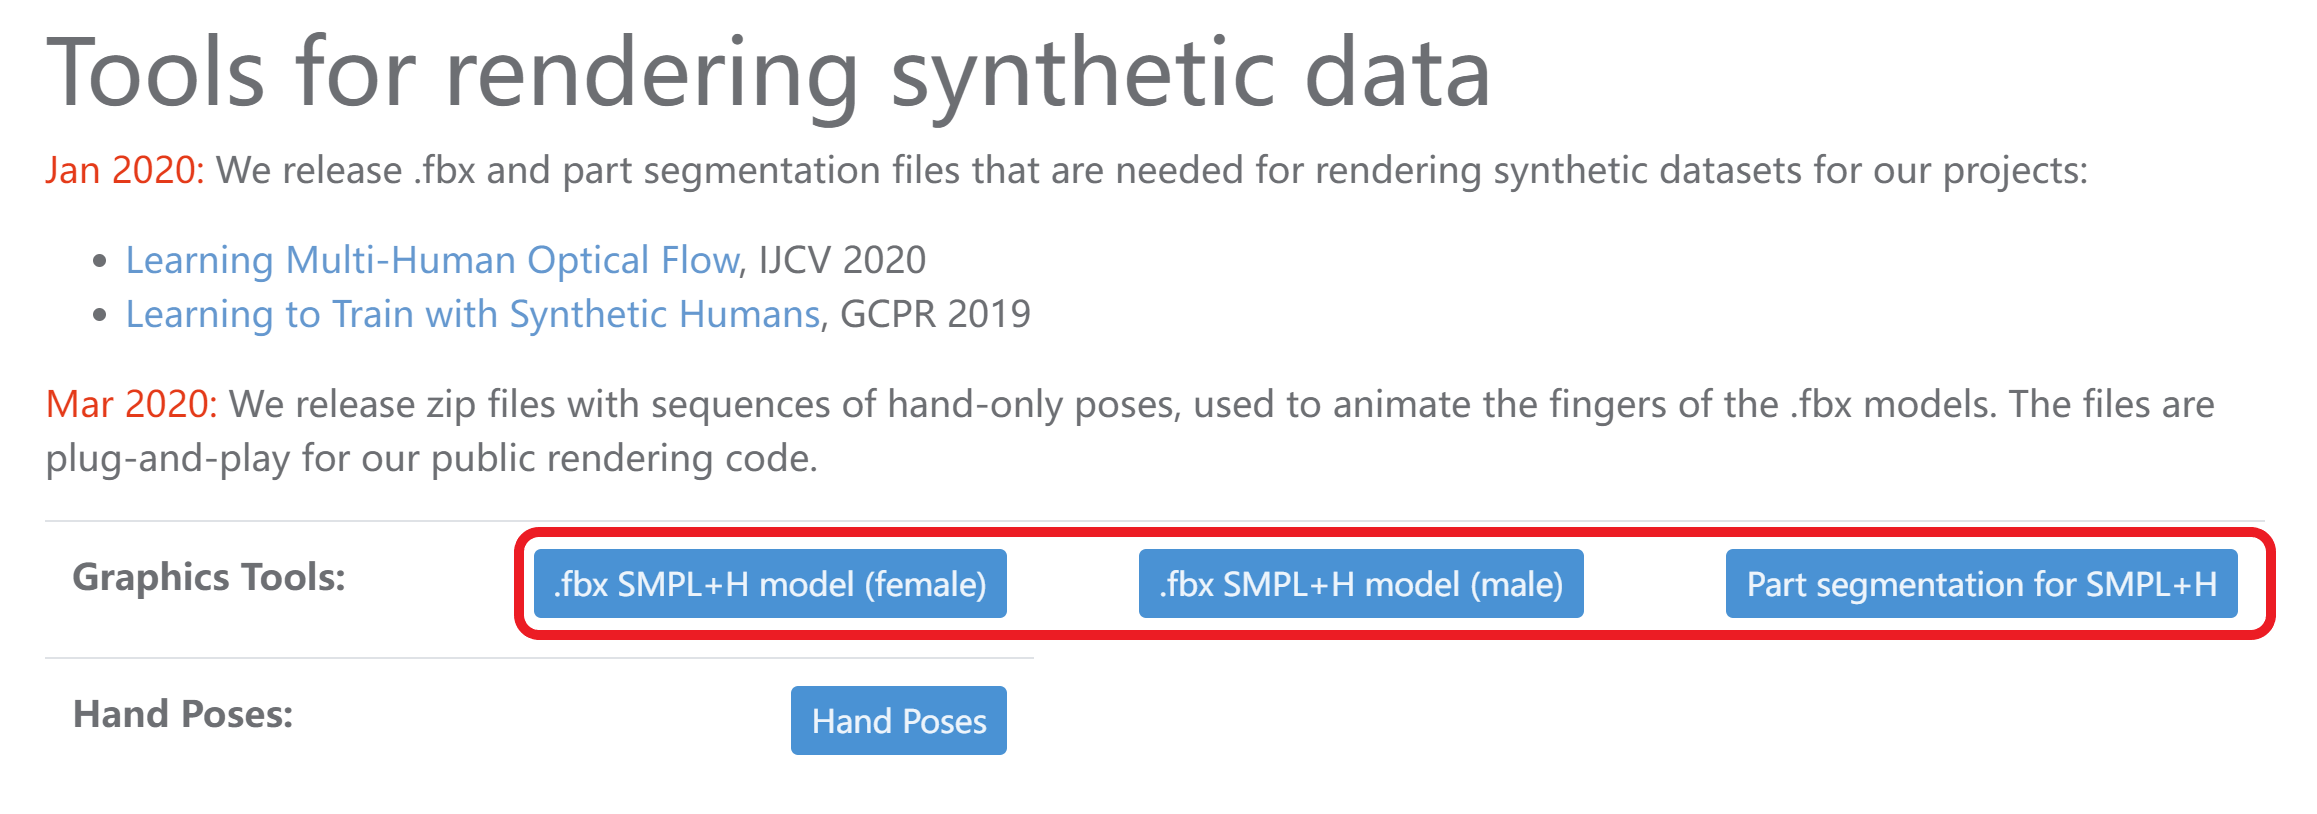 Tools for rendering synthetic data
Jan 2020: We release .fbx and part segmentation files that are needed for rendering synthetic datasets for our projects:
• Learning Multi-Human Optical Flow, IJCV 2020
• Learning to Train with Synthetic Humans, GCPR 2019
Mar 2020: We release zip files with sequences of hand-only poses, used to animate the fingers of the .fbx models. The files are
plug-and-play for our public rendering code.
Graphics Tools: .fbx SMPL+H model (female) .fbx SMPL+H model (male) Part segmentation for SMPL+H
Hand Poses: Hand Poses